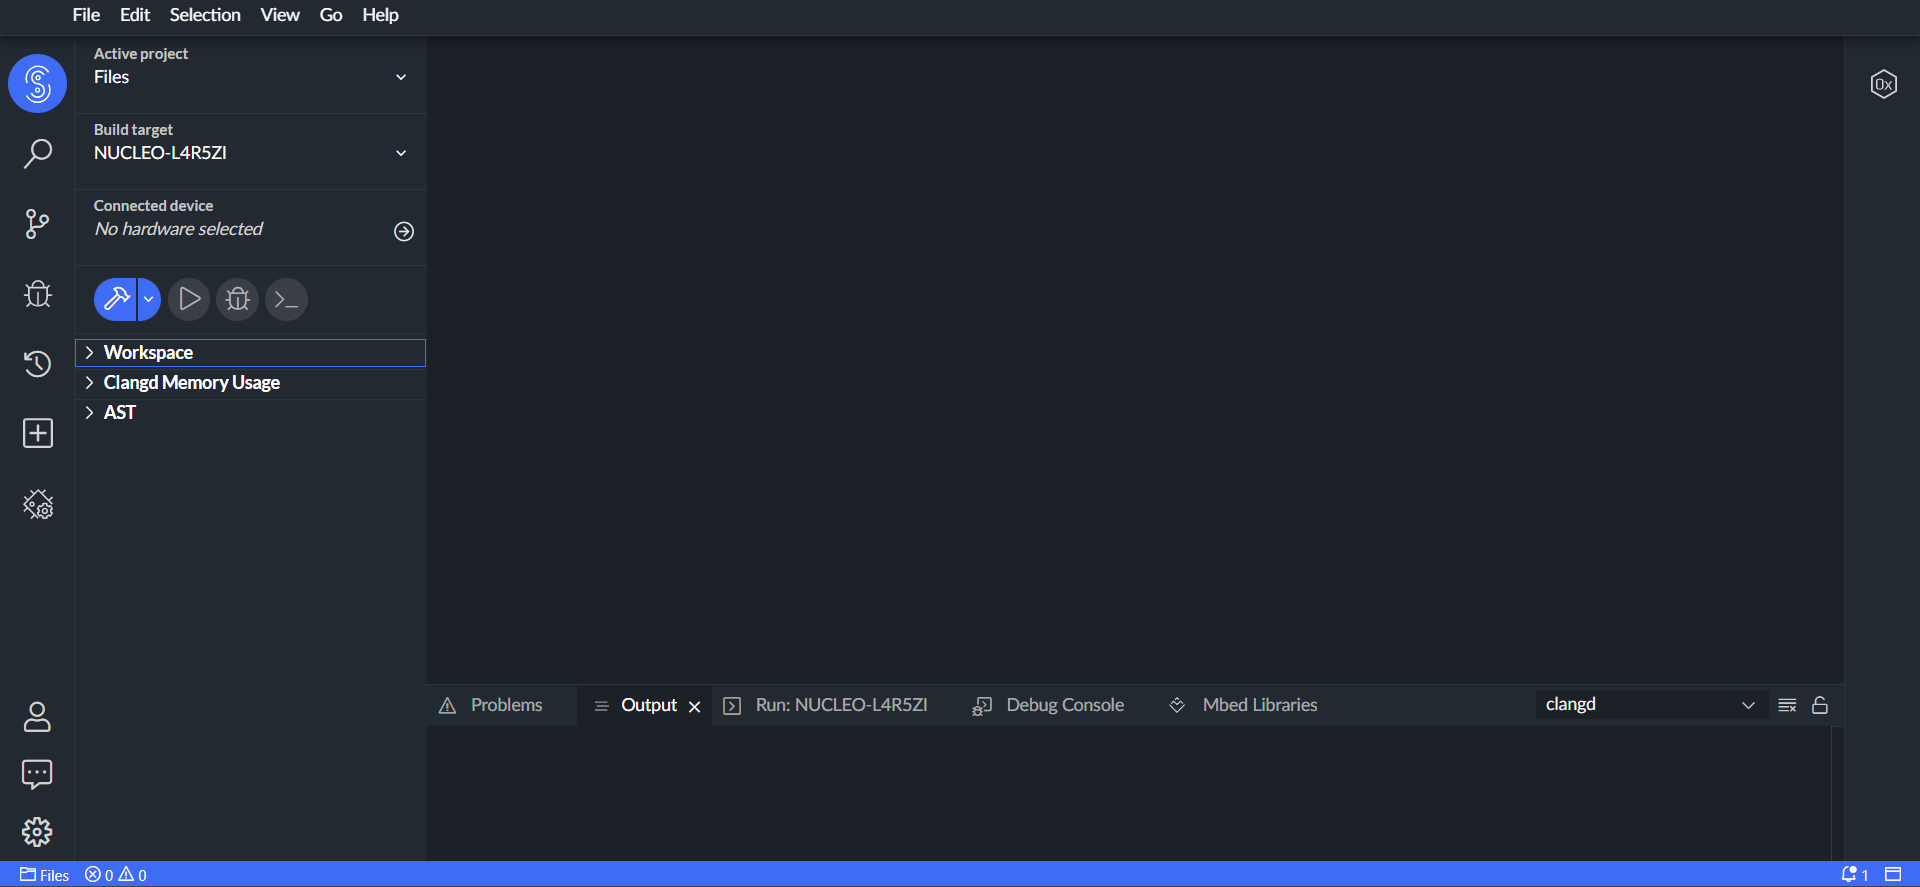 File Edit Selection View Go Help
Active project
Files
0x
Build target
NUCLEO-L4R5ZI
Connected device
No hardware selected
Workspace
Clangd Memory Usage
AST
Problems Output Run: NUCLEO-L4R5ZI Debug Console Mbed Libraries clangd
Files 0 0 1